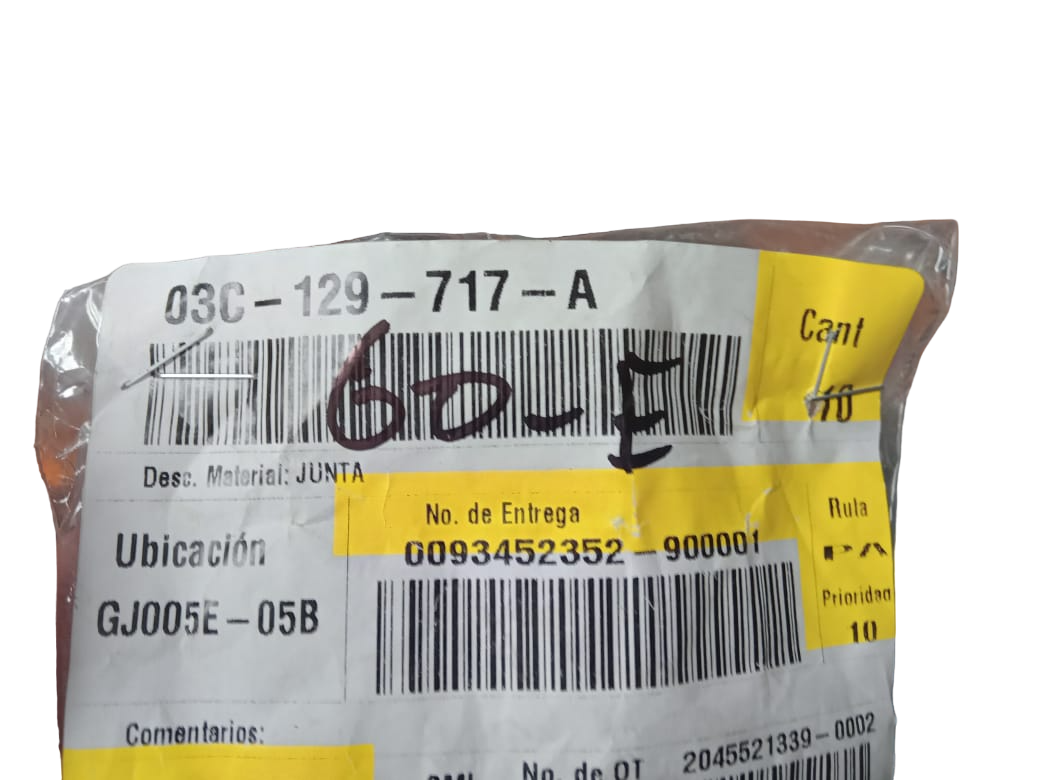 03C-129-717-A
Cant
10
60-E
Desc. Material: JUNTA
No. de Entrega
0093452352-900001
Ruta
PA
Prioridad
10
Ubicación
GJ005E-05B
Comentarios:
No. de OT 2045521339-0002